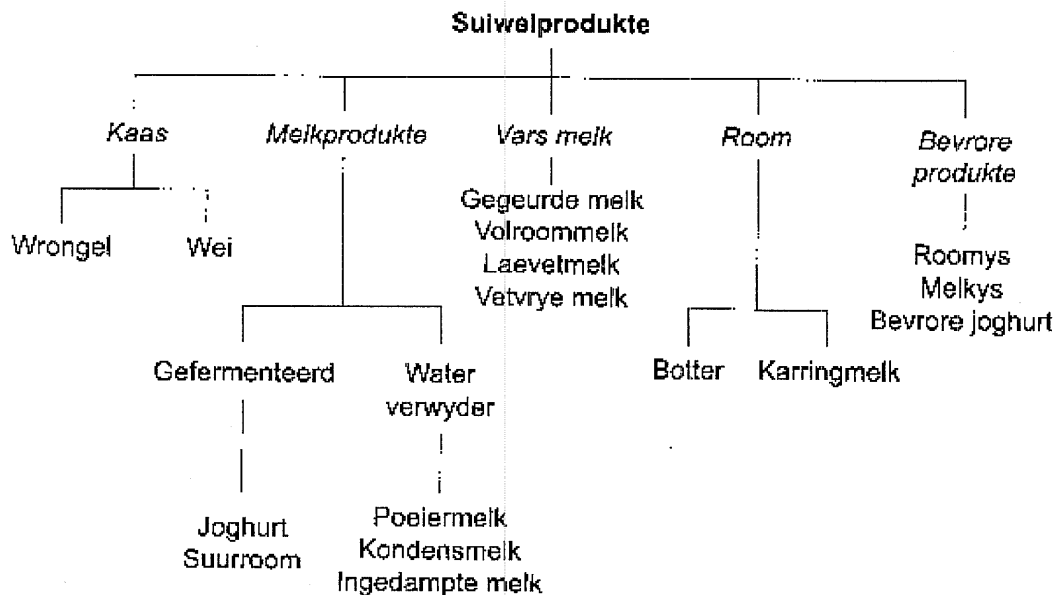 Suiwelprodukte
Kaas
Melkprodukte
Vars melk
Room
Bevrore
produkte
Wrongel
Wei
Gegeurde melk
Volroommelk
Laevetmelk
Vetvrye melk
Roomys
Melkys
Bevrore joghurt
Gefermenteerd
Water
verwyder
Botter
Karringmelk
Joghurt
Suurroom
Poeiermelk
Kondensmelk
Ingedampte melk